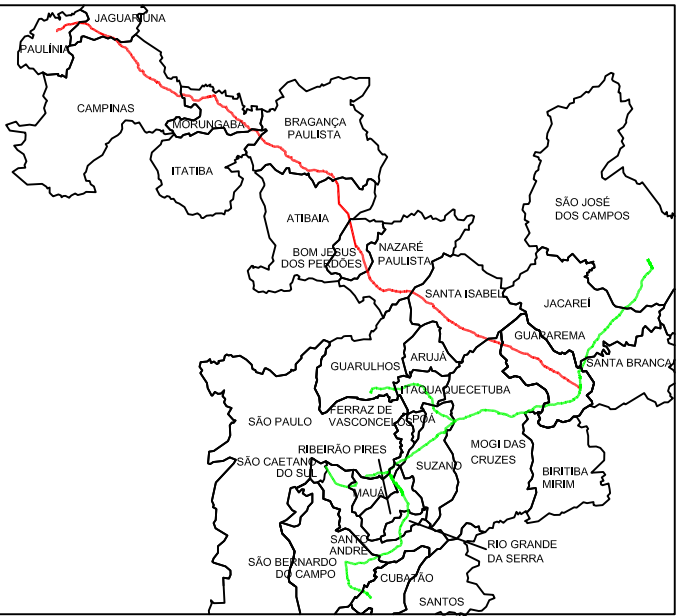 JAGUARIÚNA
PAULÍNIA
CAMPINAS
MORUNGABA
BRAGANÇA
PAULISTA
ITATIBA
SÃO JOSÉ
DOS CAMPOS
ATIBAIA
BOM JESUS
DOS PERDÕES
NAZARÉ
PAULISTA
SANTA ISABEL
JACAREÍ
GUARAREMA
SANTA BRANCA
GUARULHOS
ARUJÁ
ITAQUAQUECETUBA
FERRAZ DE
VASCONCELOS
POÁ
SÃO PAULO
RIBEIRÃO PIRES
SÃO CAETANO
DO SUL
SUZANO
MOGI DAS
CRUZES
BIRITIBA
MIRIM
MAUÁ
SANTO
ANDRÉ
RIO GRANDE
DA SERRA
SÃO BERNARDO
DO CAMPO
CUBATÃO
SANTOS